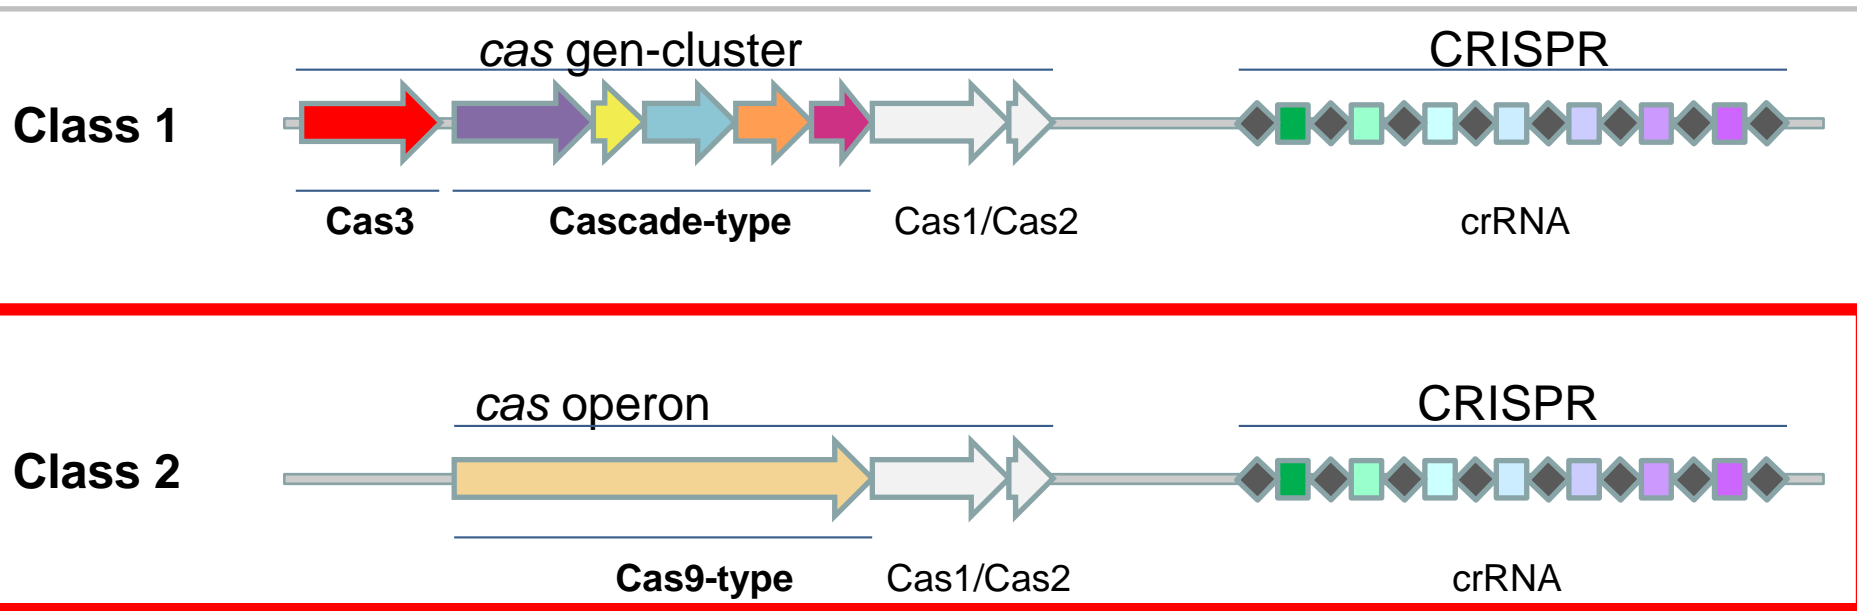 cas gen-cluster
CRISPR
Class 1
Cas3
Cascade-type
Cas1/Cas2
crRNA
cas operon
CRISPR
Class 2
Cas9-type
Cas1/Cas2
crRNA